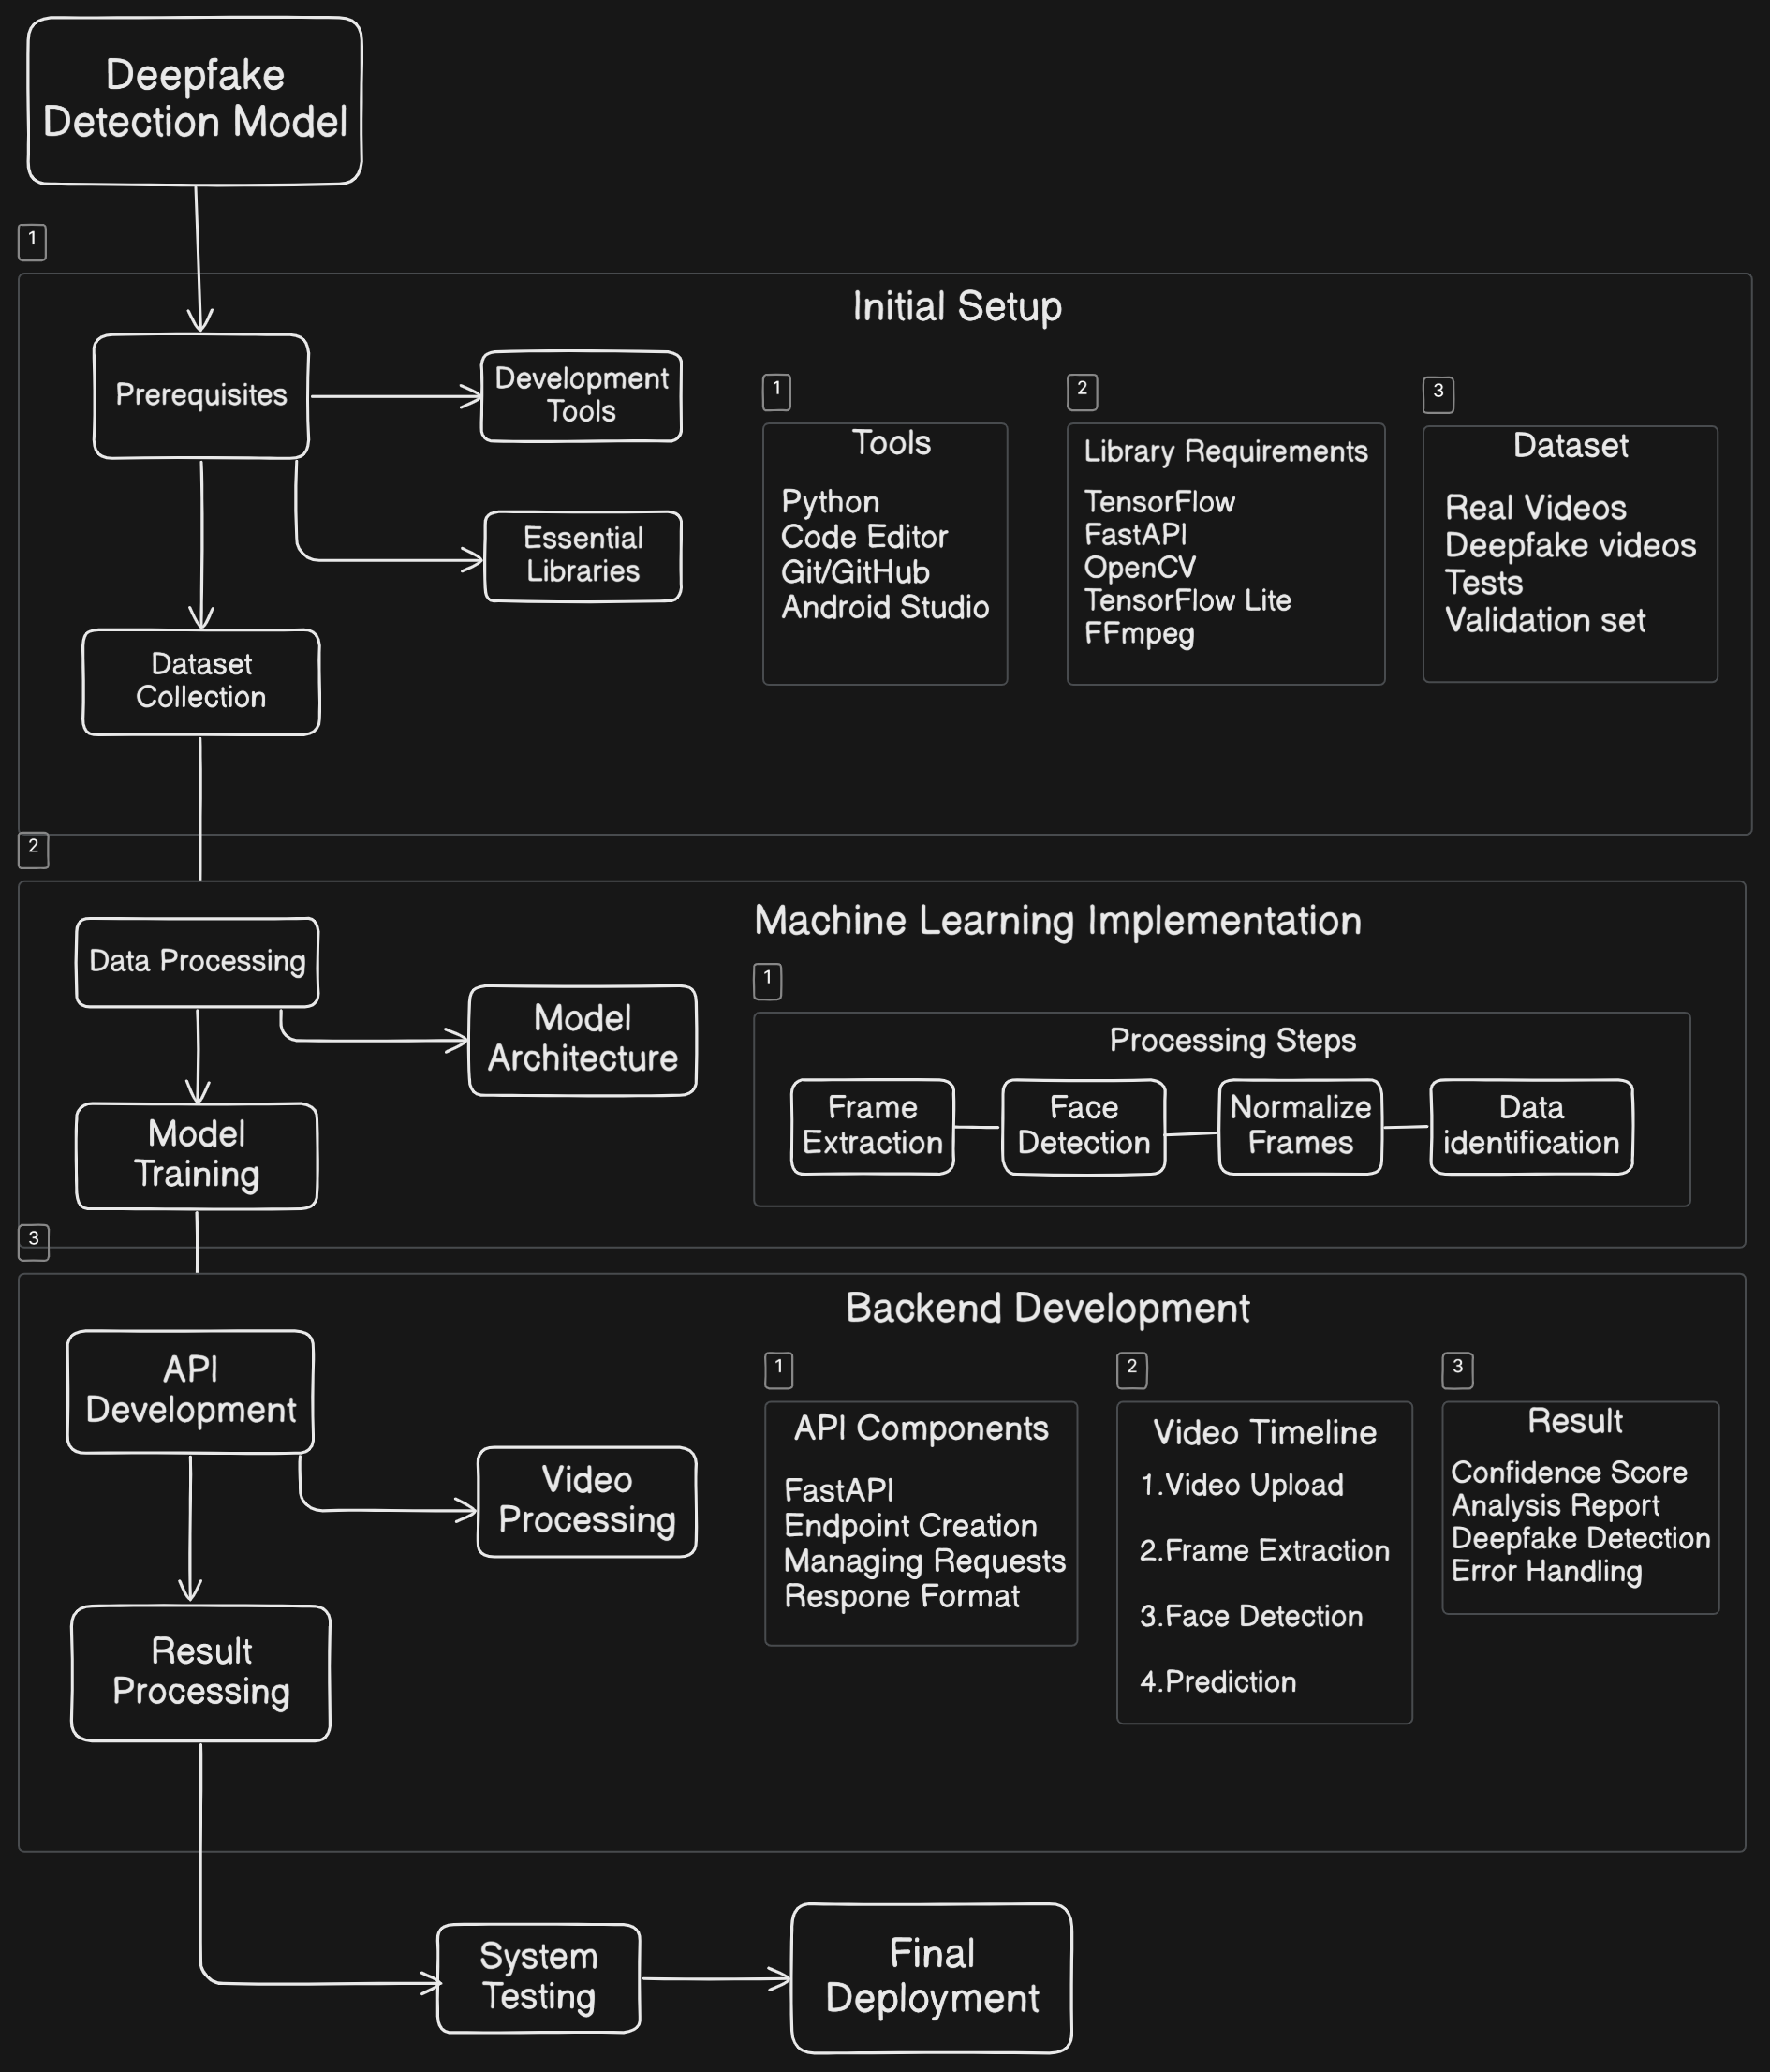 Deepfake
Detection Model
1
Initial Setup
Prerequisites
Development
Tools
Essential
Libraries
Dataset
Collection
1
Tools
Python
Code Editor
Git/GitHub
Android Studio
2
Library Requirements
TensorFlow
FastAPI
OpenCV
TensorFlow Lite
FFmpeg
3
Dataset
Real Videos
Deepfake videos
Tests
Validation set
2
Machine Learning Implementation
Data Processing
Model
Architecture
Model
Training
1
Processing Steps
Frame
Extraction
Face
Detection
Normalize
Frames
Data
identification
3
Backend Development
API
Development
Video
Processing
Result
Processing
1
API Components
FastAPI
Endpoint Creation
Managing Requests
Respone Format
2
Video Timeline
1.Video Upload
2.Frame Extraction
3.Face Detection
4.Prediction
3
Result
Confidence Score
Analysis Report
Deepfake Detection
Error Handling
System
Testing
Final
Deployment